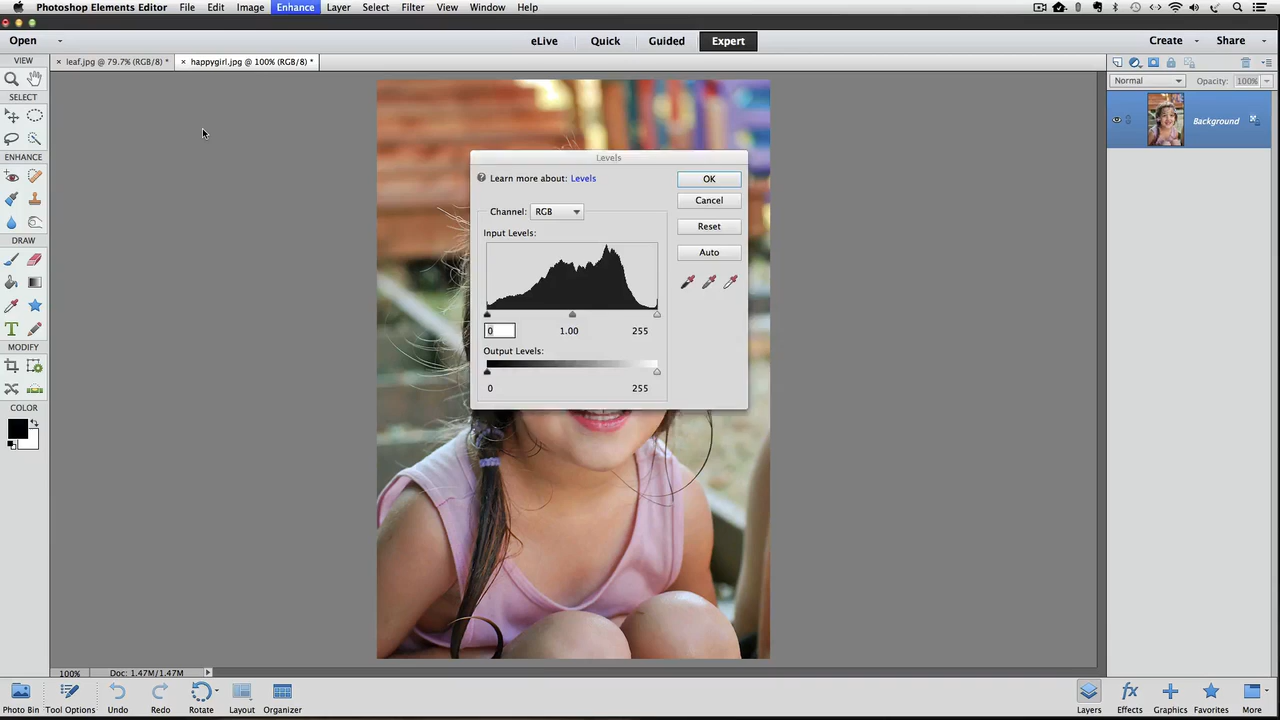 Photoshop Elements Editor File Edit Image Enhance Layer Select Filter View Window Help
Open eLive Quick Guided Expert Create Share
VIEW × leaf.jpg @ 79.7% (RGB/8) * × happygirl.jpg @ 100% (RGB/8) *
Normal Opacity: 100%
SELECT
Background
ENHANCE
Levels
Learn more about: Levels OK
Cancel
Channel: RGB
Reset
Input Levels:
DRAW
Auto
T
0 1.00 255
MODIFY
Output Levels:
0 255
COLOR
100% Doc: 1.47M/1.47M
Photo Bin Tool Options Undo Redo Rotate Layout Organizer Layers fx Effects Graphics Favorites More